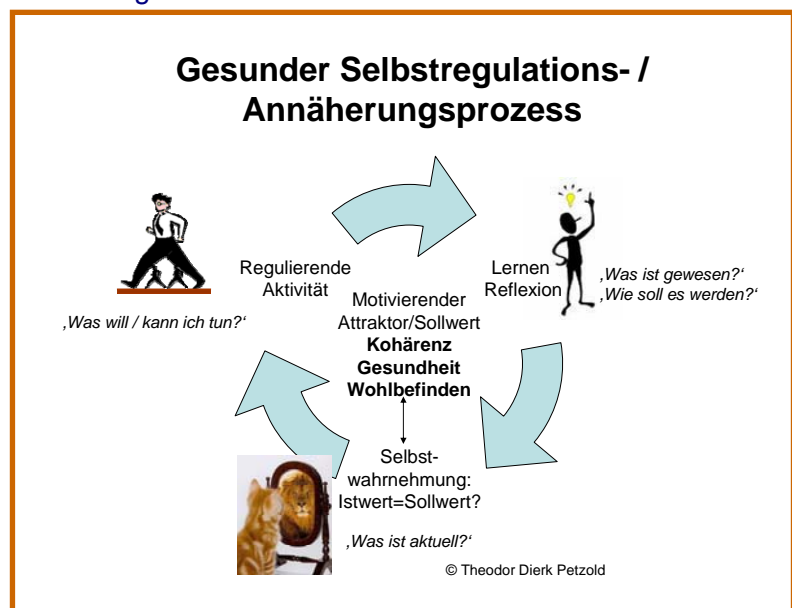 Gesunder Selbstregulations- /
Annäherungsprozess
Regulierende
Aktivität
‚Was will / kann ich tun?‘
Lernen
Reflexion
‚Was ist gewesen?‘
‚Wie soll es werden?‘
Motivierender
Attraktor/Sollwert
Kohärenz
Gesundheit
Wohlbefinden
Selbst-
wahrnehmung:
Istwert=Sollwert?
‚Was ist aktuell?‘
© Theodor Dierk Petzold